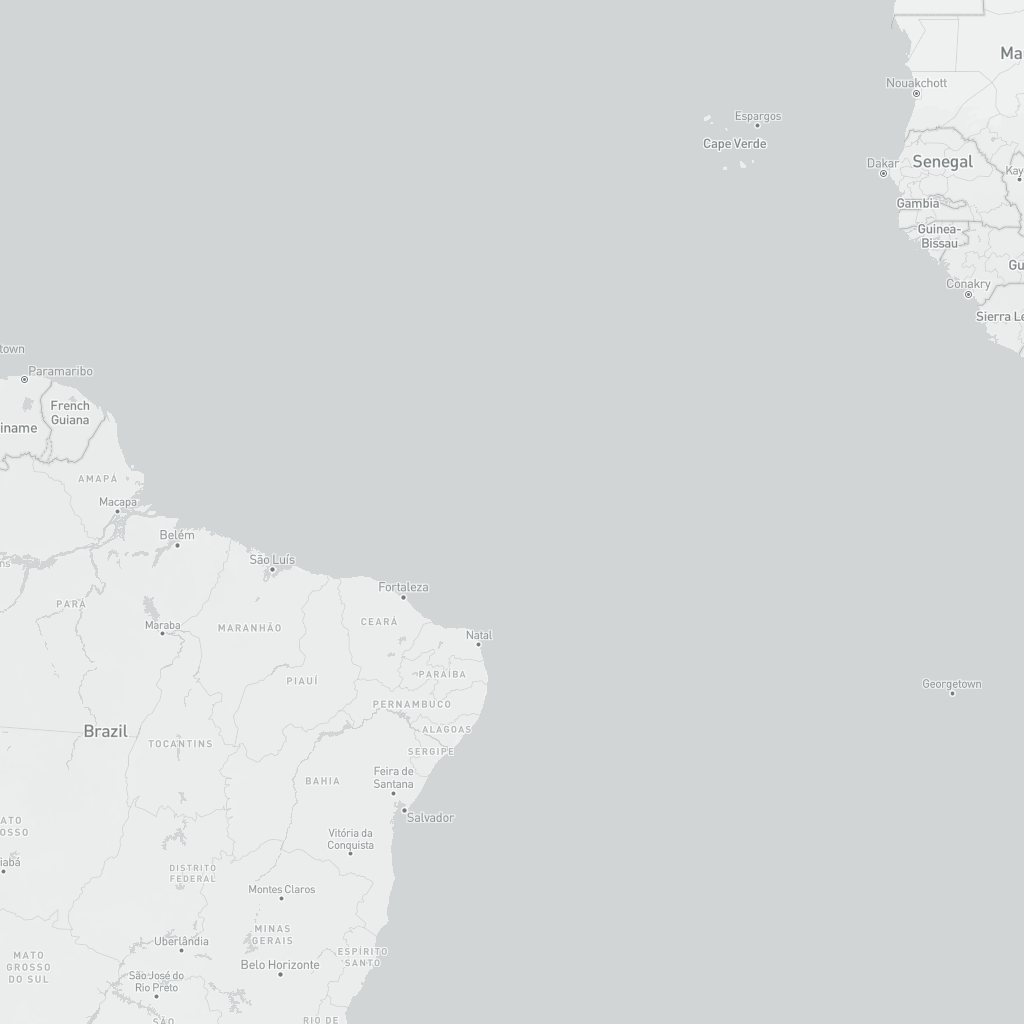 Ma
Nouakchott
Espargos
Cape Verde
Dakar
Senegal
Kay
Gambia
Guinea-
Bissau
Gu
Conakry
Sierra Le
town
Paramaribo
French
Guiana
iname
AMAPÁ
Macapa
Belém
São Luís
ns
Fortaleza
PARÁ
Maraba
MARANHÃO
CEARÁ
Natal
PIAUÍ
PARAÍBA
Georgetown
PERNAMBUCO
Brazil
ALAGOAS
TOCANTINS
SERGIPE
BAHIA
Feira de
Santana
Salvador
ATO
OSSO
Vitória da
Conquista
iabá
DISTRITO
FEDERAL
Montes Claros
MINAS
GERAIS
Uberlândia
ESPÍRITO
SANTO
MATO
GROSSO
DO SUL
Belo Horizonte
São José do
Rio Preto
SÃO
RIO DE